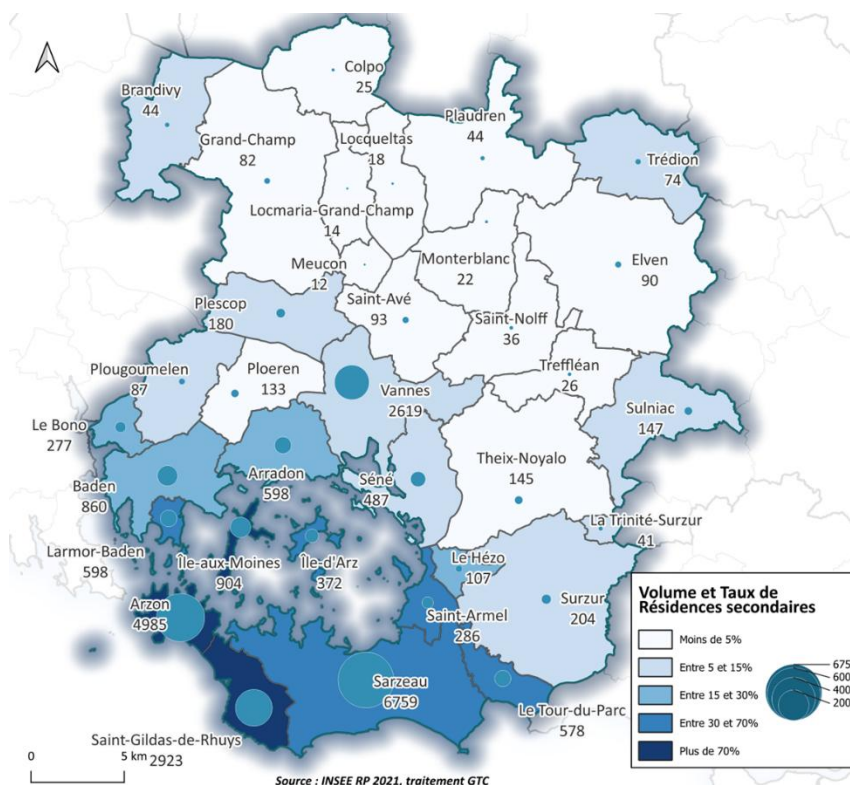 Colpo
25
Brandivy
44
Plaudren
44
Grand-Champ
82
Locqueltas
18
Trédion
74
Locmaria-Grand-Champ
14
Monterblanc
22
Elven
90
Meucon
12
Saint-Avé
93
Saint-Nolff
36
Plescop
180
Ploeren
133
Treffléan
26
Plougoumelen
87
Vannes
2619
Sulniac
147
Le Bono
277
Theix-Noyalo
145
Arradon
598
Séné
487
Baden
860
La Trinité-Surzur
41
Larmor-Baden
598
Île-aux-Moines
904
Île-d'Arz
372
Le Hézo
107
Arzon
4985
Saint-Armel
286
Surzur
204
Sarzeau
6759
Le Tour-du-Parc
578
Saint-Gildas-de-Rhuys
2923
Volume et Taux de
Résidences secondaires
Moins de 5%
Entre 5 et 15%
Entre 15 et 30%
Entre 30 et 70%
Plus de 70%
675
600
400
200
0 5 km
Source : INSEE RP 2021, traitement GTC